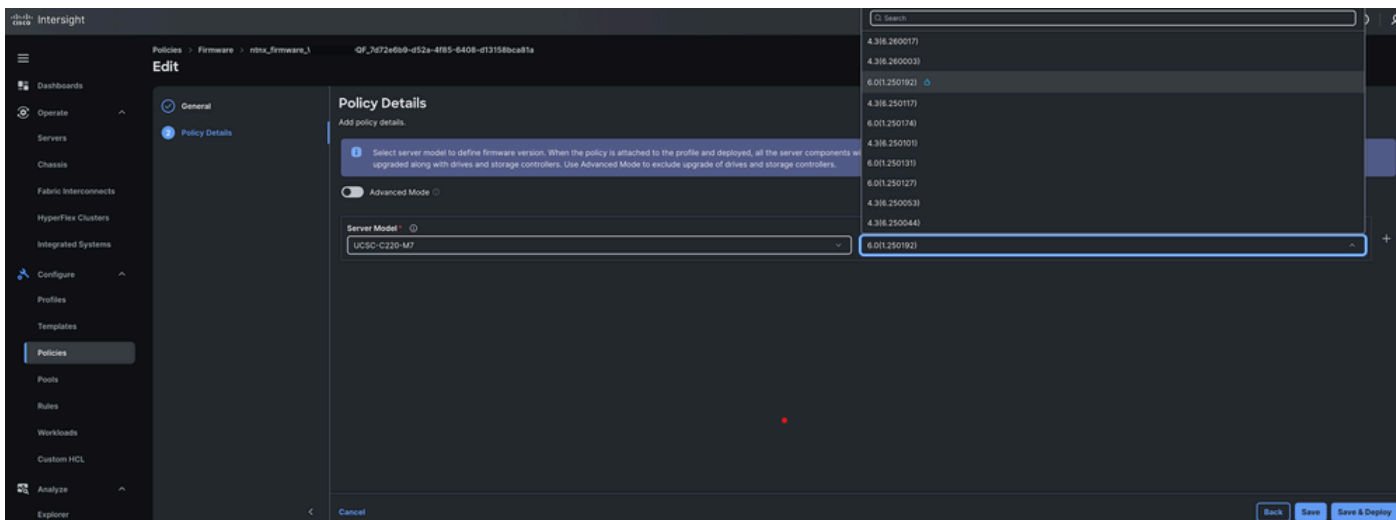 cisco Intersight
Search
Policies > Firmware > ntnx_firmware_\ QF_7d72e6b9-d52a-4f85-6408-d13158bca81a
Edit
Dashboards
Operate
Servers
Chassis
Fabric Interconnects
HyperFlex Clusters
Integrated Systems
Configure
Profiles
Templates
Policies
Pools
Rules
Workloads
Custom HCL
Analyze
Explorer
General
2 Policy Details
Policy Details
Add policy details.
Select server model to define firmware version. When the policy is attached to the profile and deployed, all the server components wi
upgraded along with drives and storage controllers. Use Advanced Mode to exclude upgrade of drives and storage controllers.
Advanced Mode
Server Model *
UCSC-C220-M7
4.3(6.260017)
4.3(6.260003)
6.0(1.250192)
4.3(6.250117)
6.0(1.250174)
4.3(6.250101)
6.0(1.250131)
6.0(1.250127)
4.3(6.250053)
4.3(6.250044)
6.0(1.250192)
Cancel
Back
Save
Save & Deploy